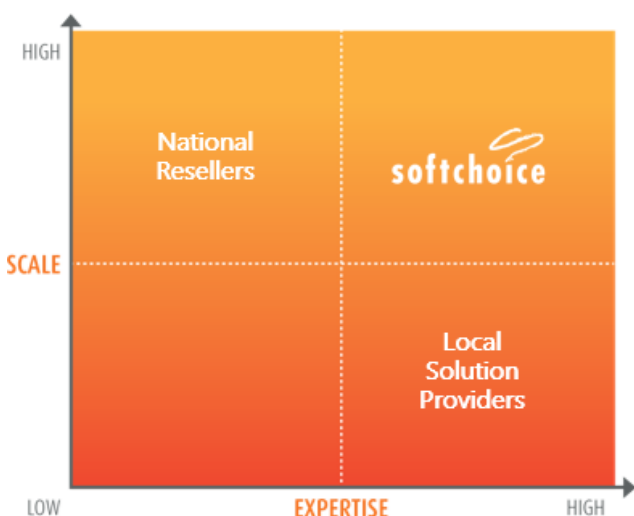 HIGH
National
Resellers
softchoice
SCALE
Local
Solution
Providers
LOW
EXPERTISE
HIGH